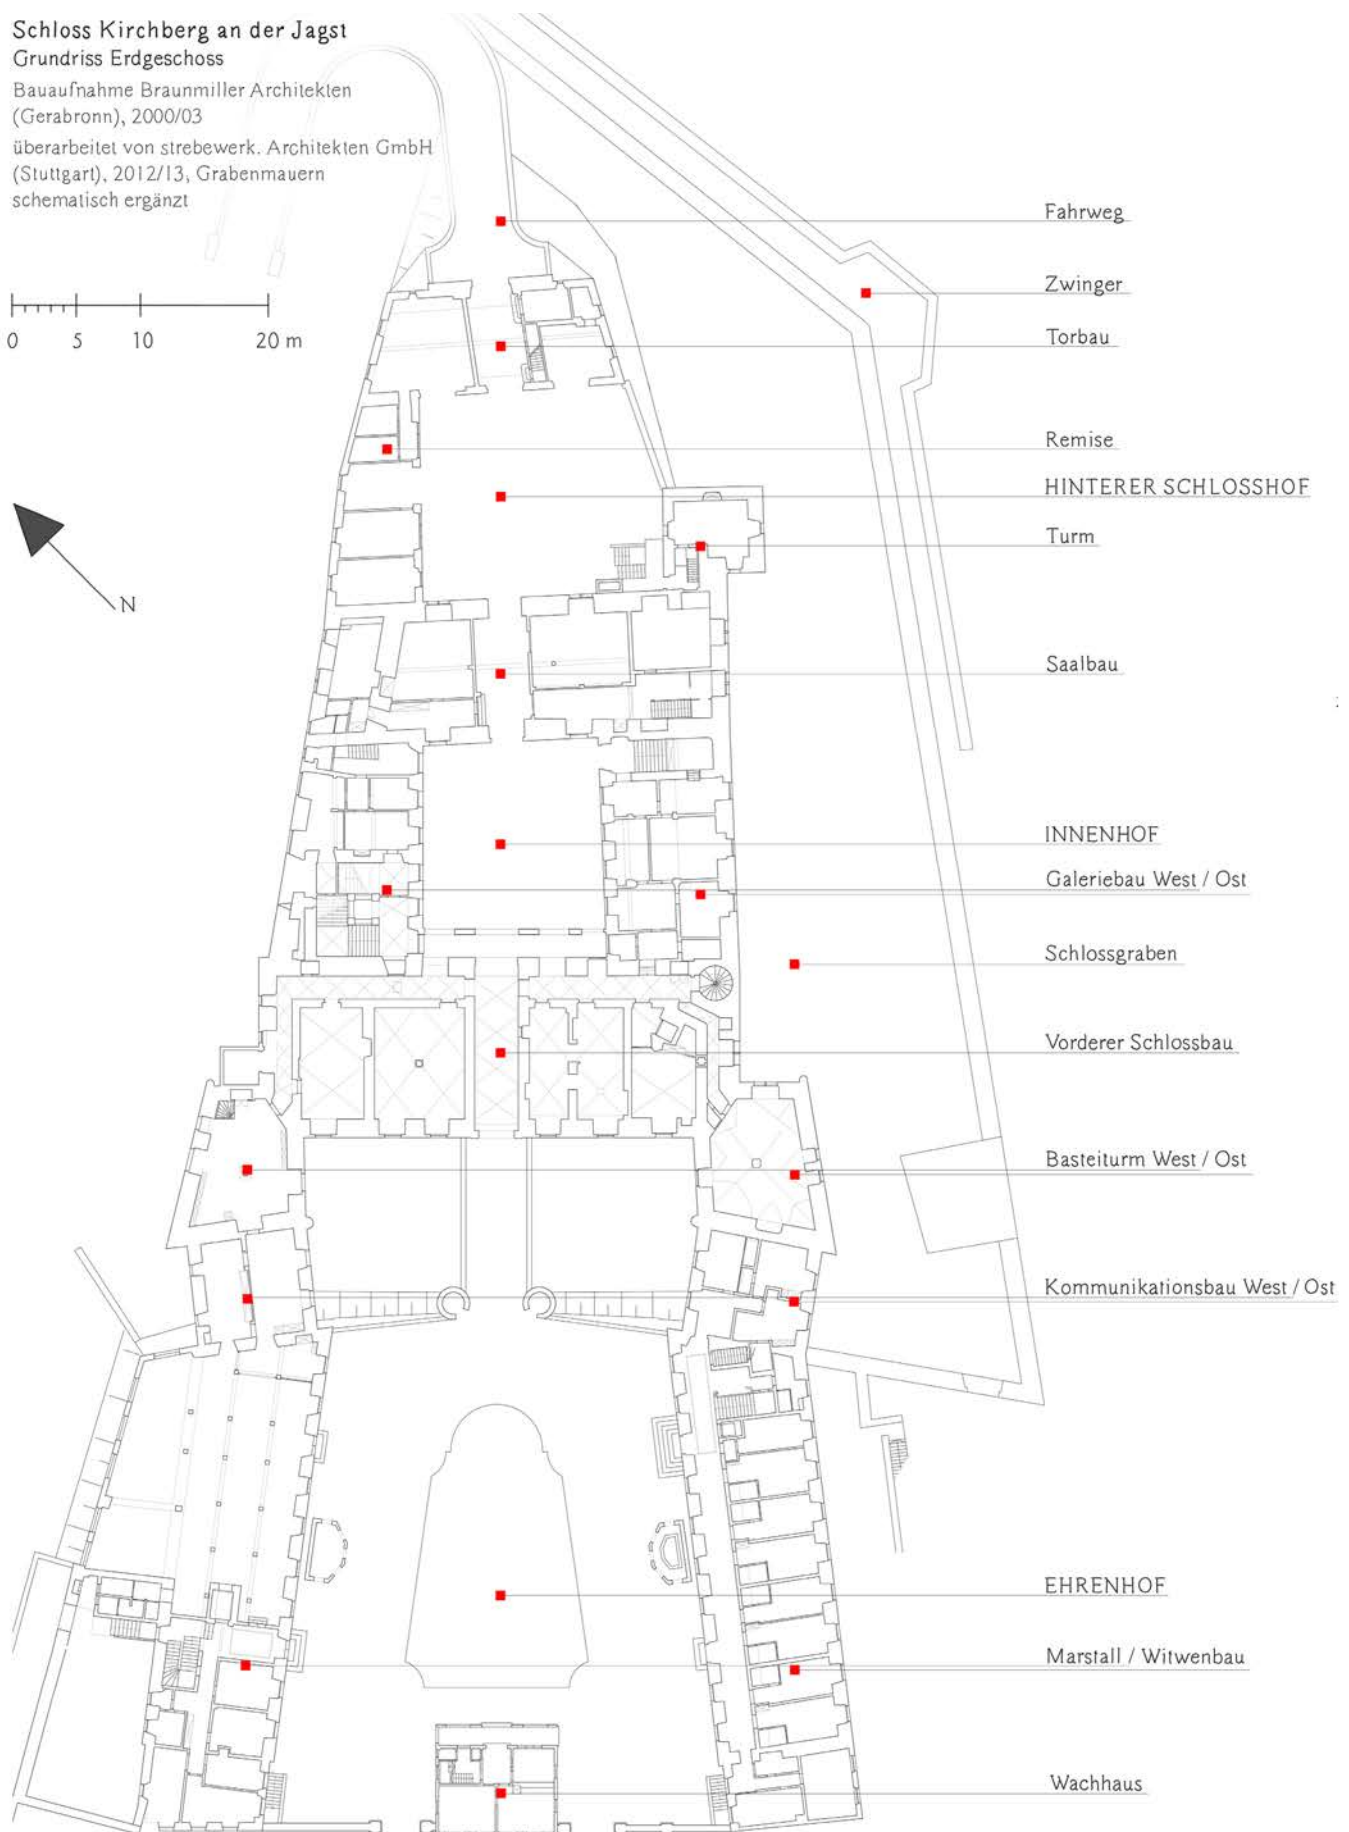 Schloss Kirchberg an der Jagst
Grundriss Erdgeschoss
Bauaufnahme Braunmiller Architekten
(Gerabronn), 2000/03
überarbeitet von strebewerk. Architekten GmbH
(Stuttgart), 2012/13, Grabenmauern
schematisch ergänzt
0 5 10 20 m
N
Fahrweg
Zwinger
Torbau
Remise
HINTERER SCHLOSSHOF
Turm
Saalbau
INNENHOF
Galeriebau West / Ost
Schlossgraben
Vorderer Schlossbau
Basteiturm West / Ost
Kommunikationsbau West / Ost
EHRENHOF
Marstall / Witwenbau
Wachhaus